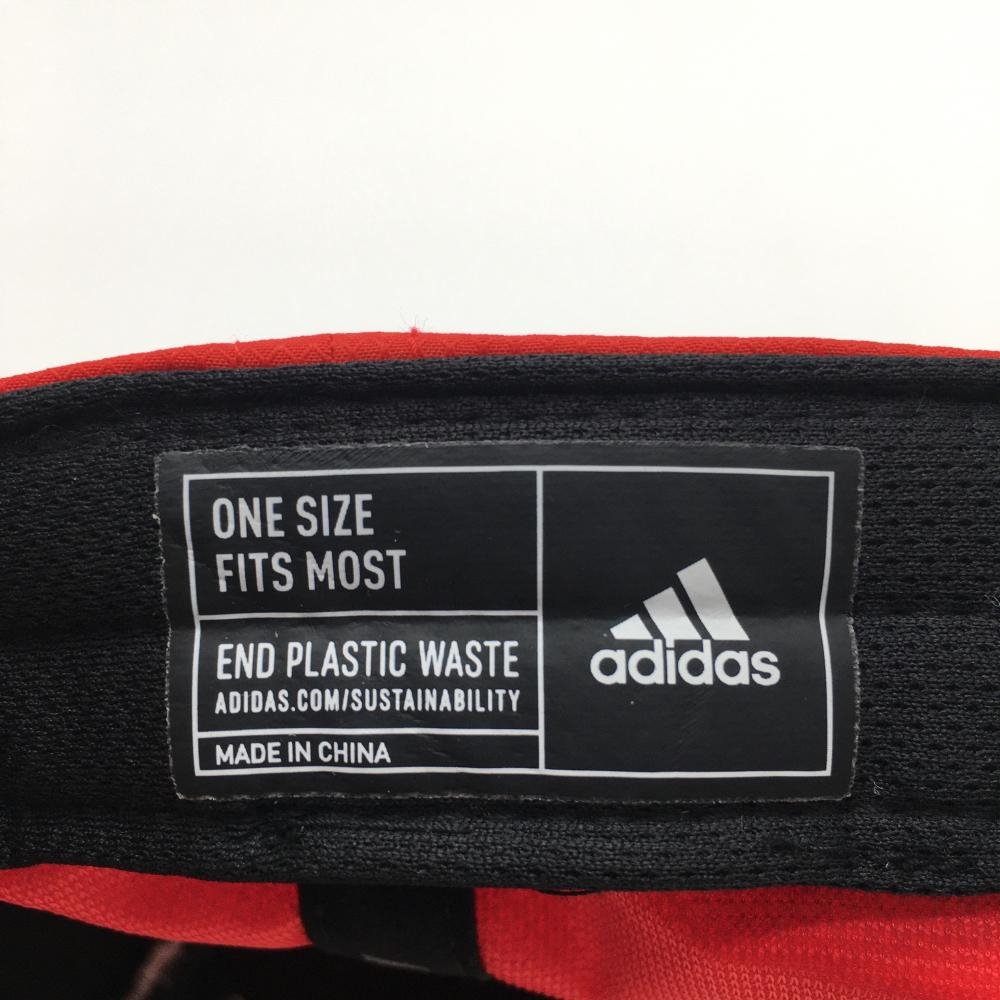 ONE SIZE
FITS MOST
END PLASTIC WASTE
ADIDAS.COM/SUSTAINABILITY
MADE IN CHINA
adidas